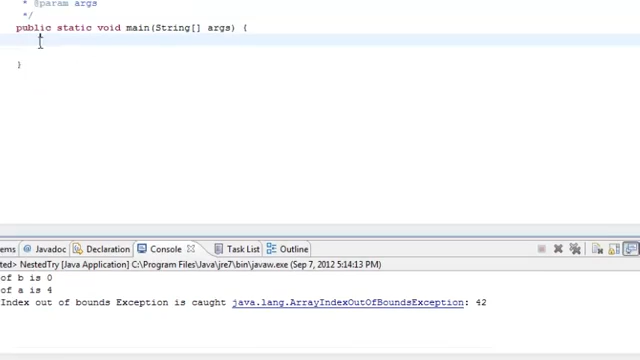 * @param args
*/
public static void main(String[] args) {
}
Javadoc Declaration Console Task List Outline
NestedTry [Java Application] C:\Program Files\Java\jre7\bin\javaw.exe (Sep 7, 2012 5:14:13 PM)
of b is 0
of a is 4
Index out of bounds Exception is caught java.lang.ArrayIndexOutOfBoundsException: 42